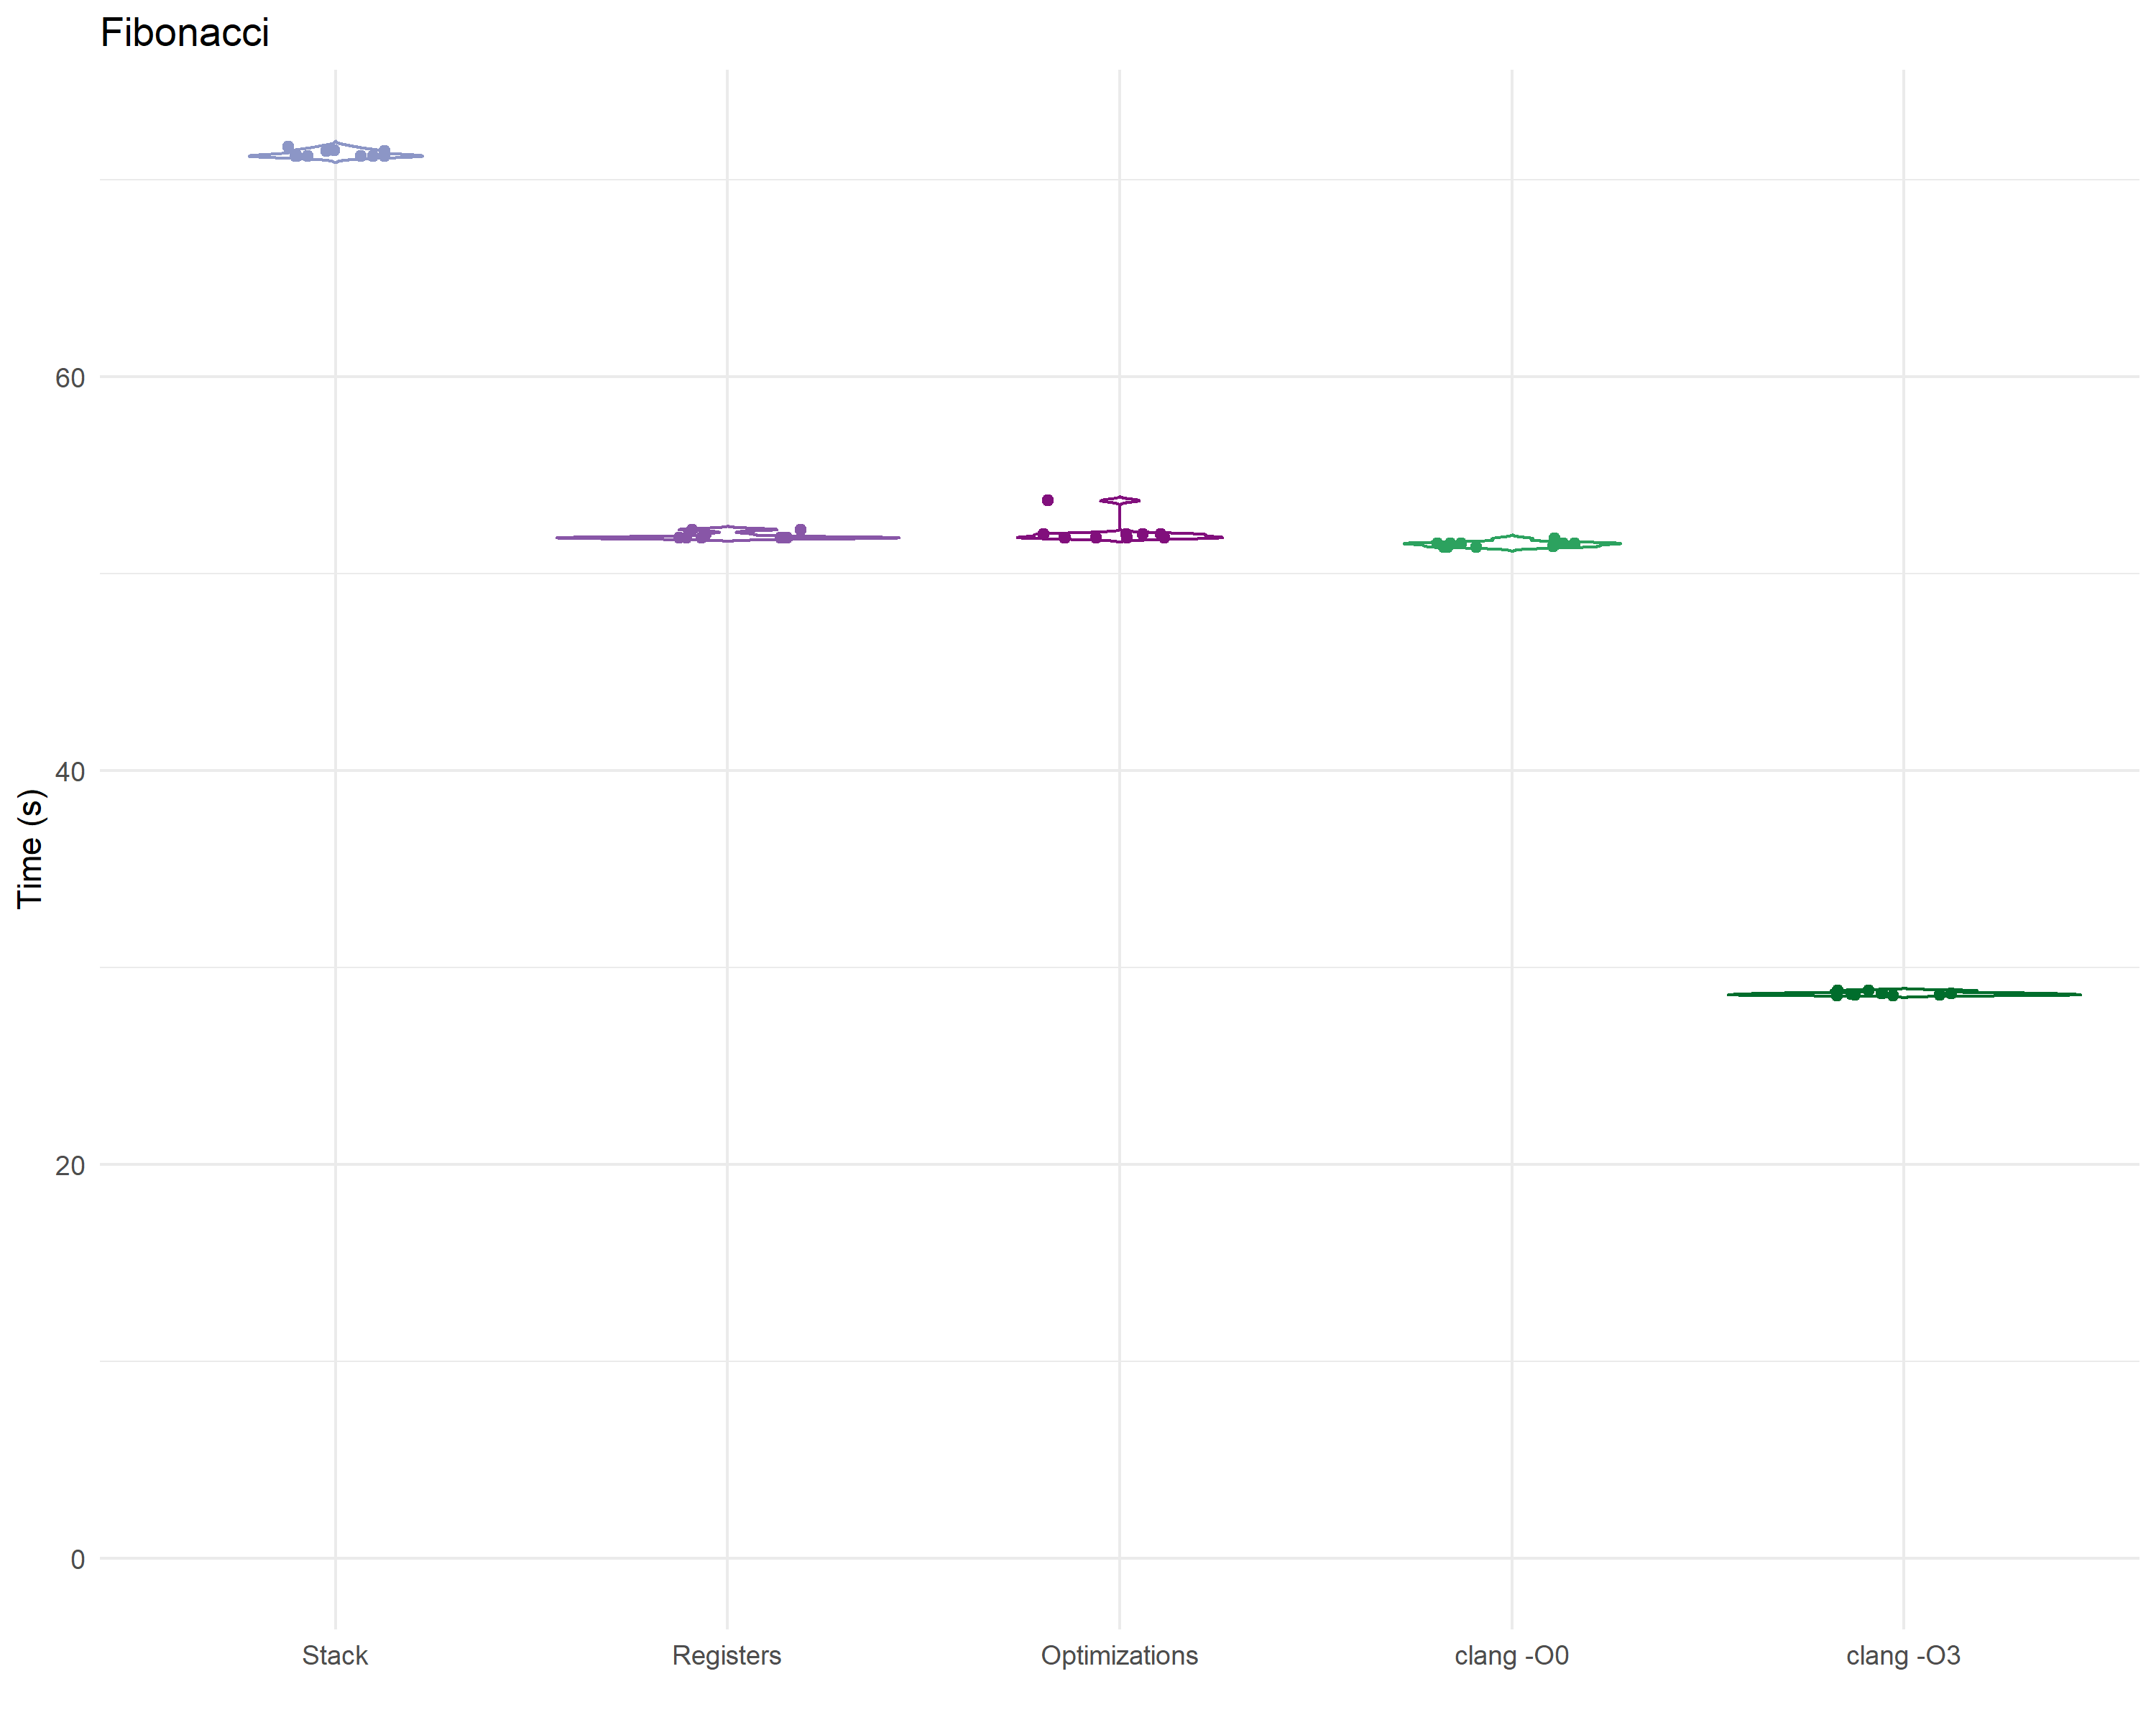 Fibonacci
Time (s)
60
40
20
0
Stack Registers Optimizations clang -O0 clang -O3